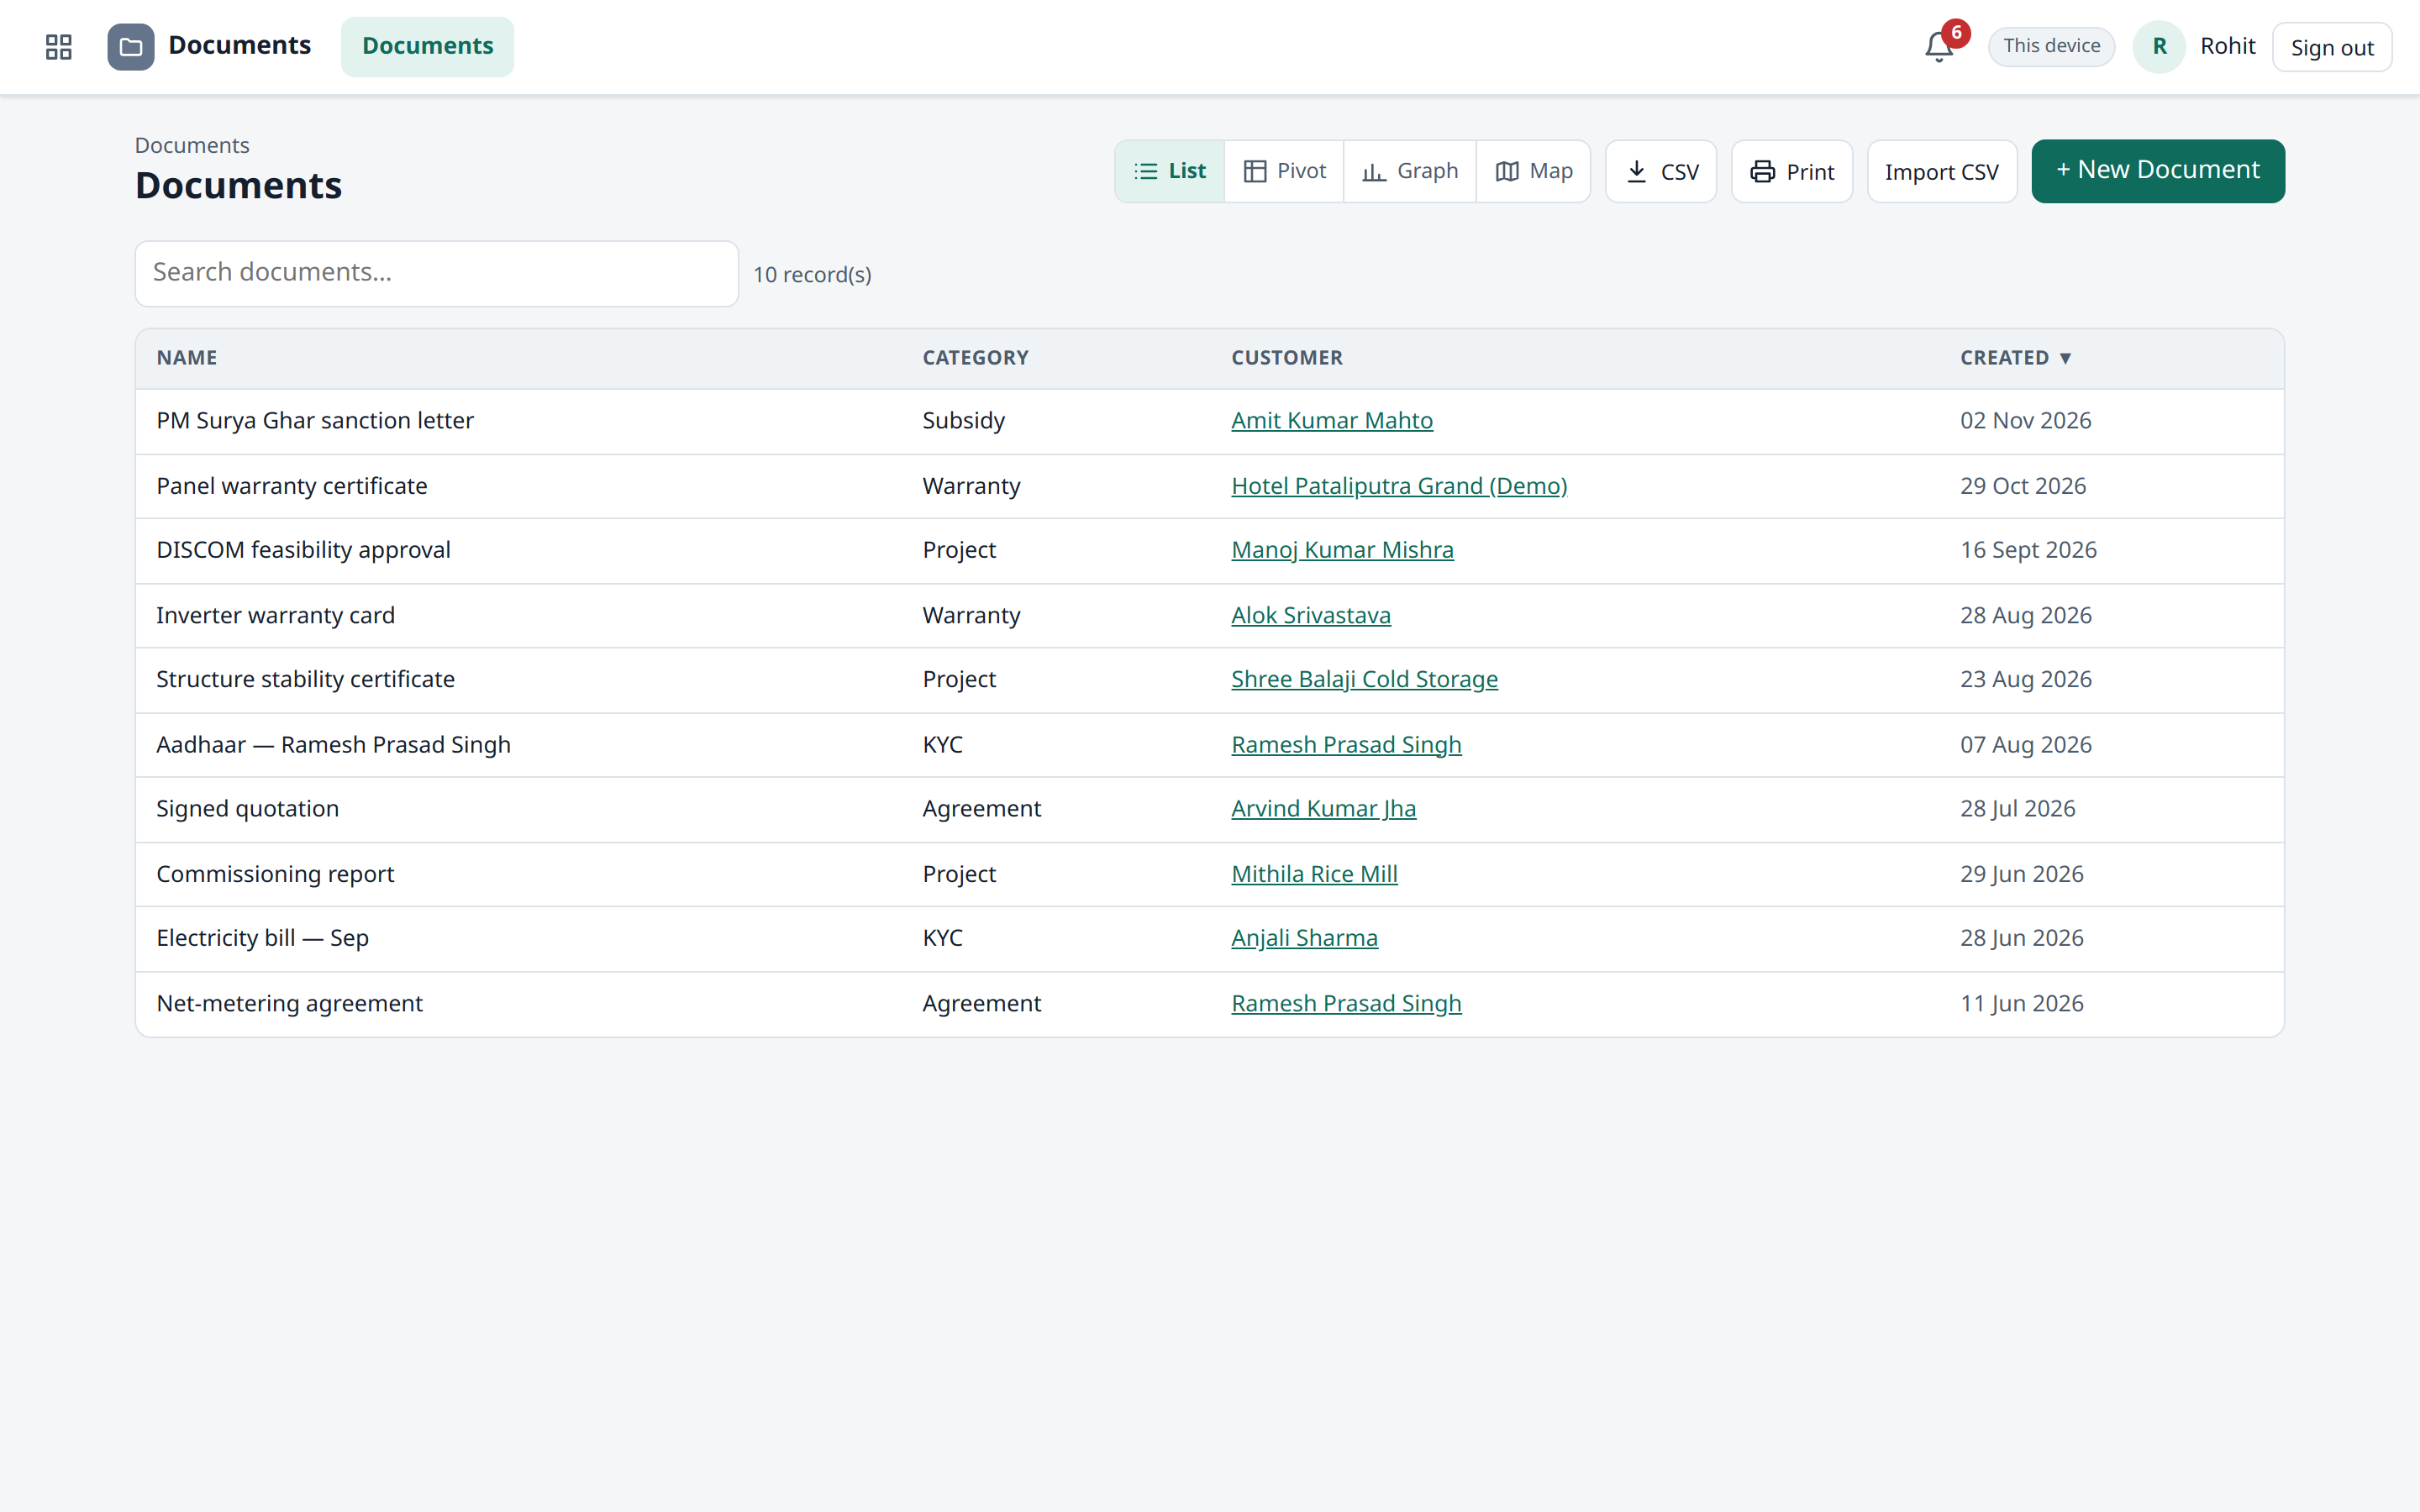 Documents Documents 6 This device R Rohit Sign out
Documents
Documents
List Pivot Graph Map CSV Print Import CSV + New Document
Search documents... 10 record(s)
NAME CATEGORY CUSTOMER CREATED ▼
PM Surya Ghar sanction letter Subsidy Amit Kumar Mahto 02 Nov 2026
Panel warranty certificate Warranty Hotel Pataliputra Grand (Demo) 29 Oct 2026
DISCOM feasibility approval Project Manoj Kumar Mishra 16 Sept 2026
Inverter warranty card Warranty Alok Srivastava 28 Aug 2026
Structure stability certificate Project Shree Balaji Cold Storage 23 Aug 2026
Aadhaar — Ramesh Prasad Singh KYC Ramesh Prasad Singh 07 Aug 2026
Signed quotation Agreement Arvind Kumar Jha 28 Jul 2026
Commissioning report Project Mithila Rice Mill 29 Jun 2026
Electricity bill — Sep KYC Anjali Sharma 28 Jun 2026
Net-metering agreement Agreement Ramesh Prasad Singh 11 Jun 2026